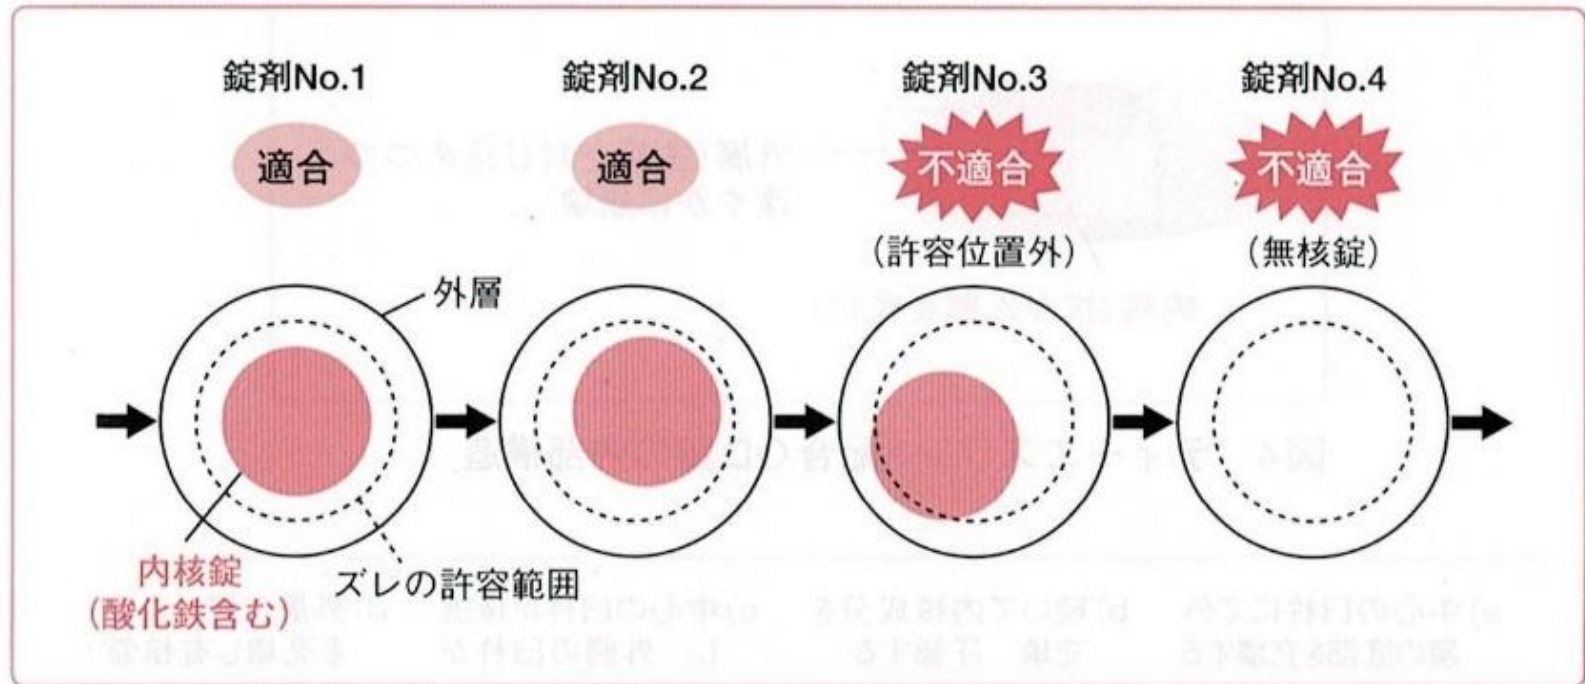 錠剤No.1
錠剤No.2
錠剤No.3
錠剤No.4
適合
適合
不適合
不適合
(許容位置外)
(無核錠)
外層
内核錠
(酸化鉄含む)
ズレの許容範囲